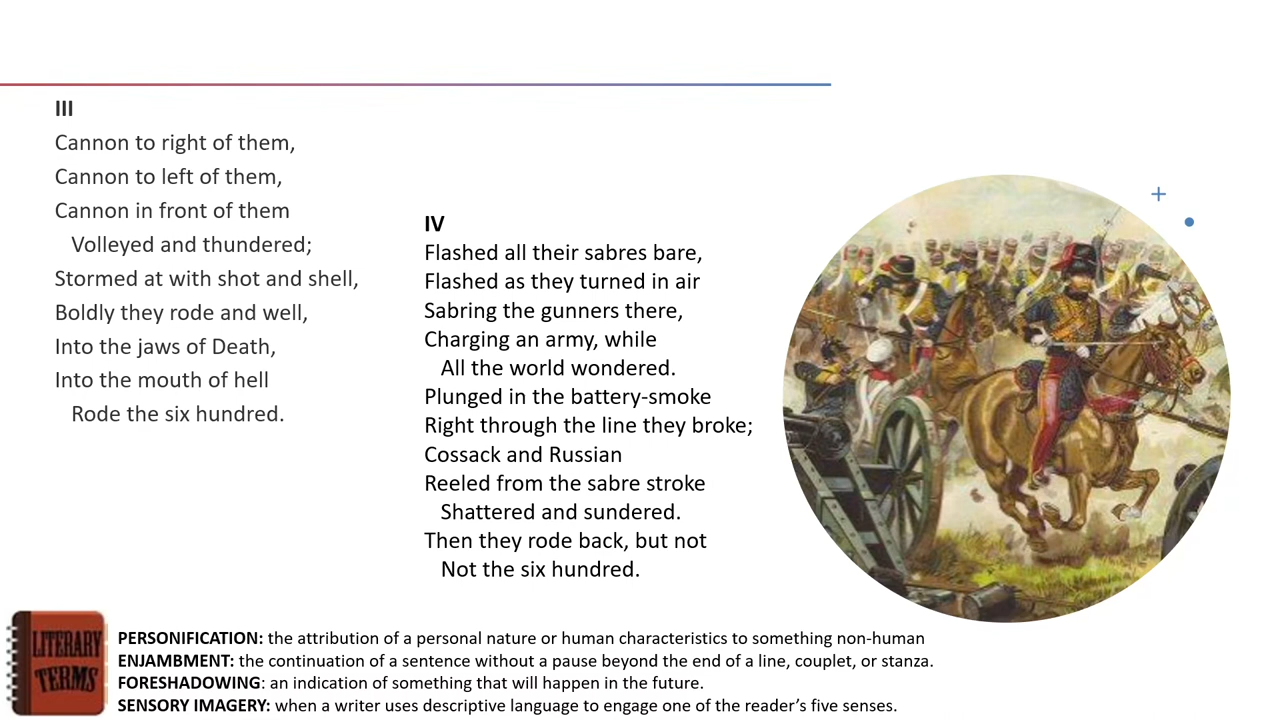 III
Cannon to right of them,
Cannon to left of them,
Cannon in front of them
Volleyed and thundered;
Stormed at with shot and shell,
Boldly they rode and well,
Into the jaws of Death,
Into the mouth of hell
Rode the six hundred.
IV
Flashed all their sabres bare,
Flashed as they turned in air
Sabring the gunners there,
Charging an army, while
All the world wondered.
Plunged in the battery-smoke
Right through the line they broke;
Cossack and Russian
Reeled from the sabre stroke
Shattered and sundered.
Then they rode back, but not
Not the six hundred.
LITERARY
TERMS
PERSONIFICATION: the attribution of a personal nature or human characteristics to something non-human
ENJAMBMENT: the continuation of a sentence without a pause beyond the end of a line, couplet, or stanza.
FORESHADOWING: an indication of something that will happen in the future.
SENSORY IMAGERY: when a writer uses descriptive language to engage one of the reader’s five senses.